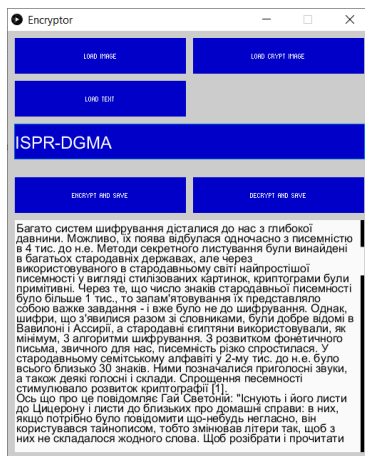 Encryptor
LOAD IMAGE LOAD CRYPT IMAGE
LOAD TEXT
ISPR-DGMA
ENCRYPT AND SAVE DECRYPT AND SAVE
Багато систем шифрування дісталися до нас з глибокої
давнини. Можливо, їх поява відбулася одночасно з писемністю
в 4 тис. до н.е. Методи секретного листування були винайдені
в багатьох стародавніх державах, але через
використовуваного в стародавньому світі найпростішої
писемності у вигляді стилізованих картинок, криптограми були
примітивні. Через те, що число знаків в стародавньої писемності
було більше 1 тис., то запам'ятовування їх представляло
собою важке завдання - і вже було не до шифрування. Однак,
шифри, що з'явилися разом зі словниками, були добре відомі в
Вавилоні і Ассирії, а стародавні єгиптяни використовували, як
мінімум, 3 алгоритми шифрування. З розвитком фонетичного
письма, звичного для нас, писемність різко спростилася. У
стародавньому семітському алфавіті у 2-му тис. до н.е. було
всього близько 30 знаків. Ними позначалися приголосні звуки,
а також деякі голосні і склади. Спрощення песемності
стимулювало розвиток криптографії [1].
Ось що про це повідомляє Гай Светоній: "Існують і його листи
до Цицерону і листи до близьких про домашні справи: в них,
якщо потрібно було повідомити що-небудь негласно, він
користувався тайнописом, тобто змінював літери так, щоб з
них не складалося жодного слова. Щоб розібрати і прочитати